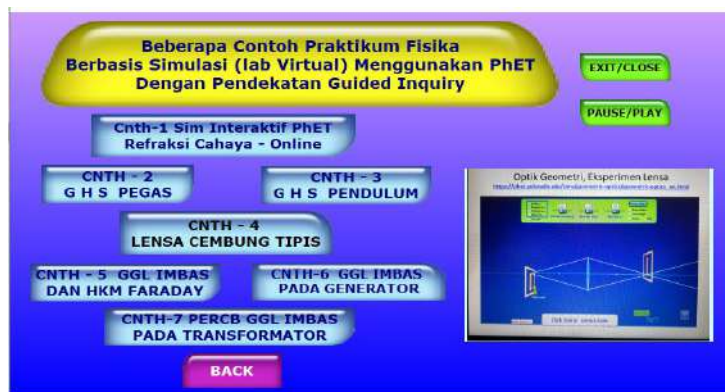 Beberapa Contoh Praktikum Fisika
Berbasis Simulasi (lab Virtual) Menggunakan PhET
Dengan Pendekatan Guided Inquiry
EXIT/CLOSE
PAUSE/PLAY
Cnth-1 Sim Interaktif PhET
Refraksi Cahaya - Online
CNTH - 2
G H S PEGAS
CNTH - 3
G H S PENDULUM
CNTH - 4
LENSA CEMBUNG TIPIS
CNTH - 5 GGL IMBAS
DAN HKM FARADAY
CNTH-6 GGL IMBAS
PADA GENERATOR
CNTH-7 PERCB GGL IMBAS
PADA TRANSFORMATOR
BACK
Optik Geometri, Eksperimen Lensa